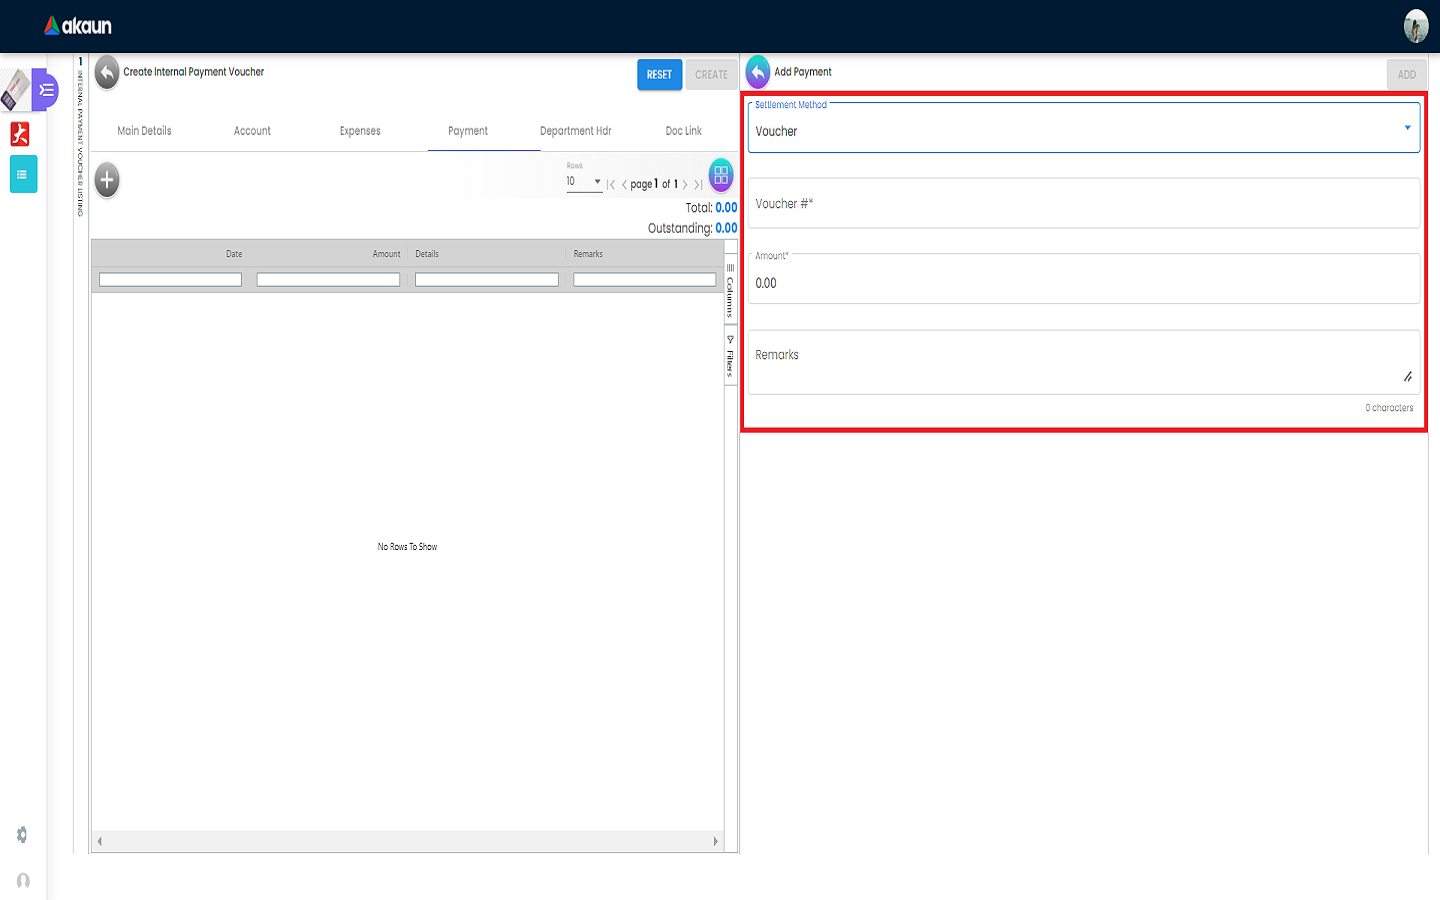 akaun
1 INTERNAL PAYMENT VOUCHER LISTING
Create Internal Payment Voucher
RESET
CREATE
Main Details
Account
Expenses
Payment
Department Hdr
Doc Link
Rows
10
page 1 of 1
Total: 0.00
Outstanding: 0.00
Date
Amount
Details
Remarks
Columns
Filters
No Rows To Show
Add Payment
ADD
Settlement Method
Voucher
Voucher #*
Amount*
0.00
Remarks
0 characters